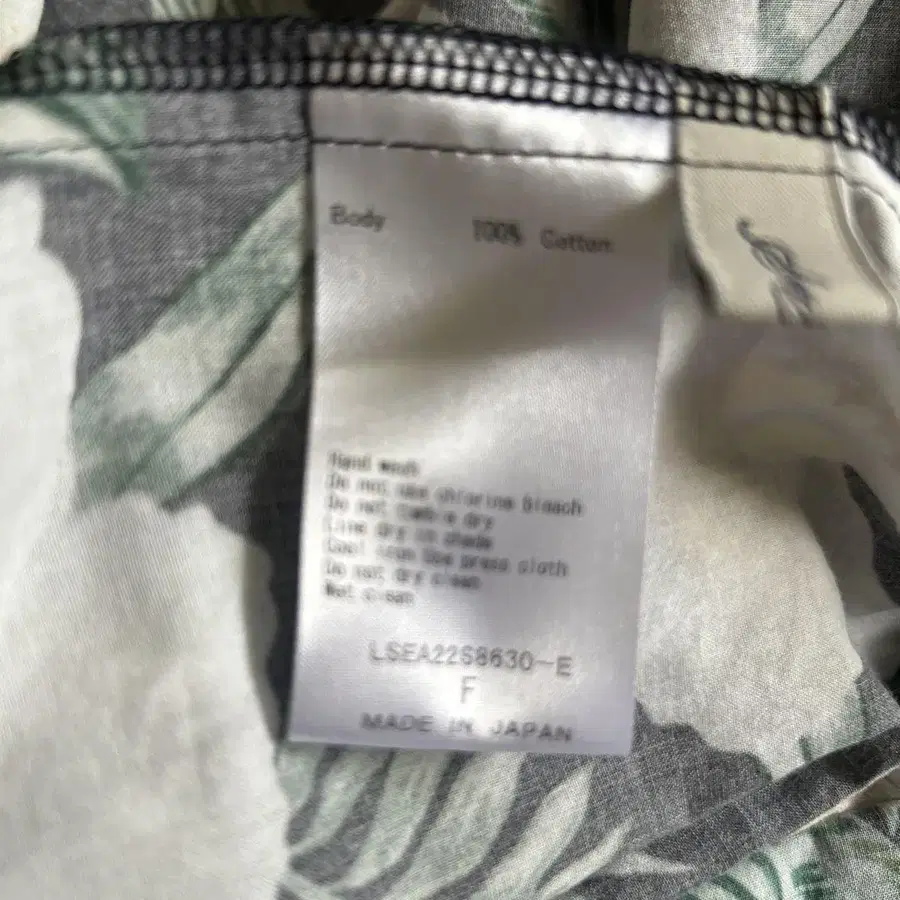 Body 100% Cotton
Hand wash
Do not use chlorine bleach
Do not tumble dry
Line dry in shade
Cool iron Use press cloth
Do not dry clean
Wet clean
LSEA22S8630-E
F
MADE IN JAPAN